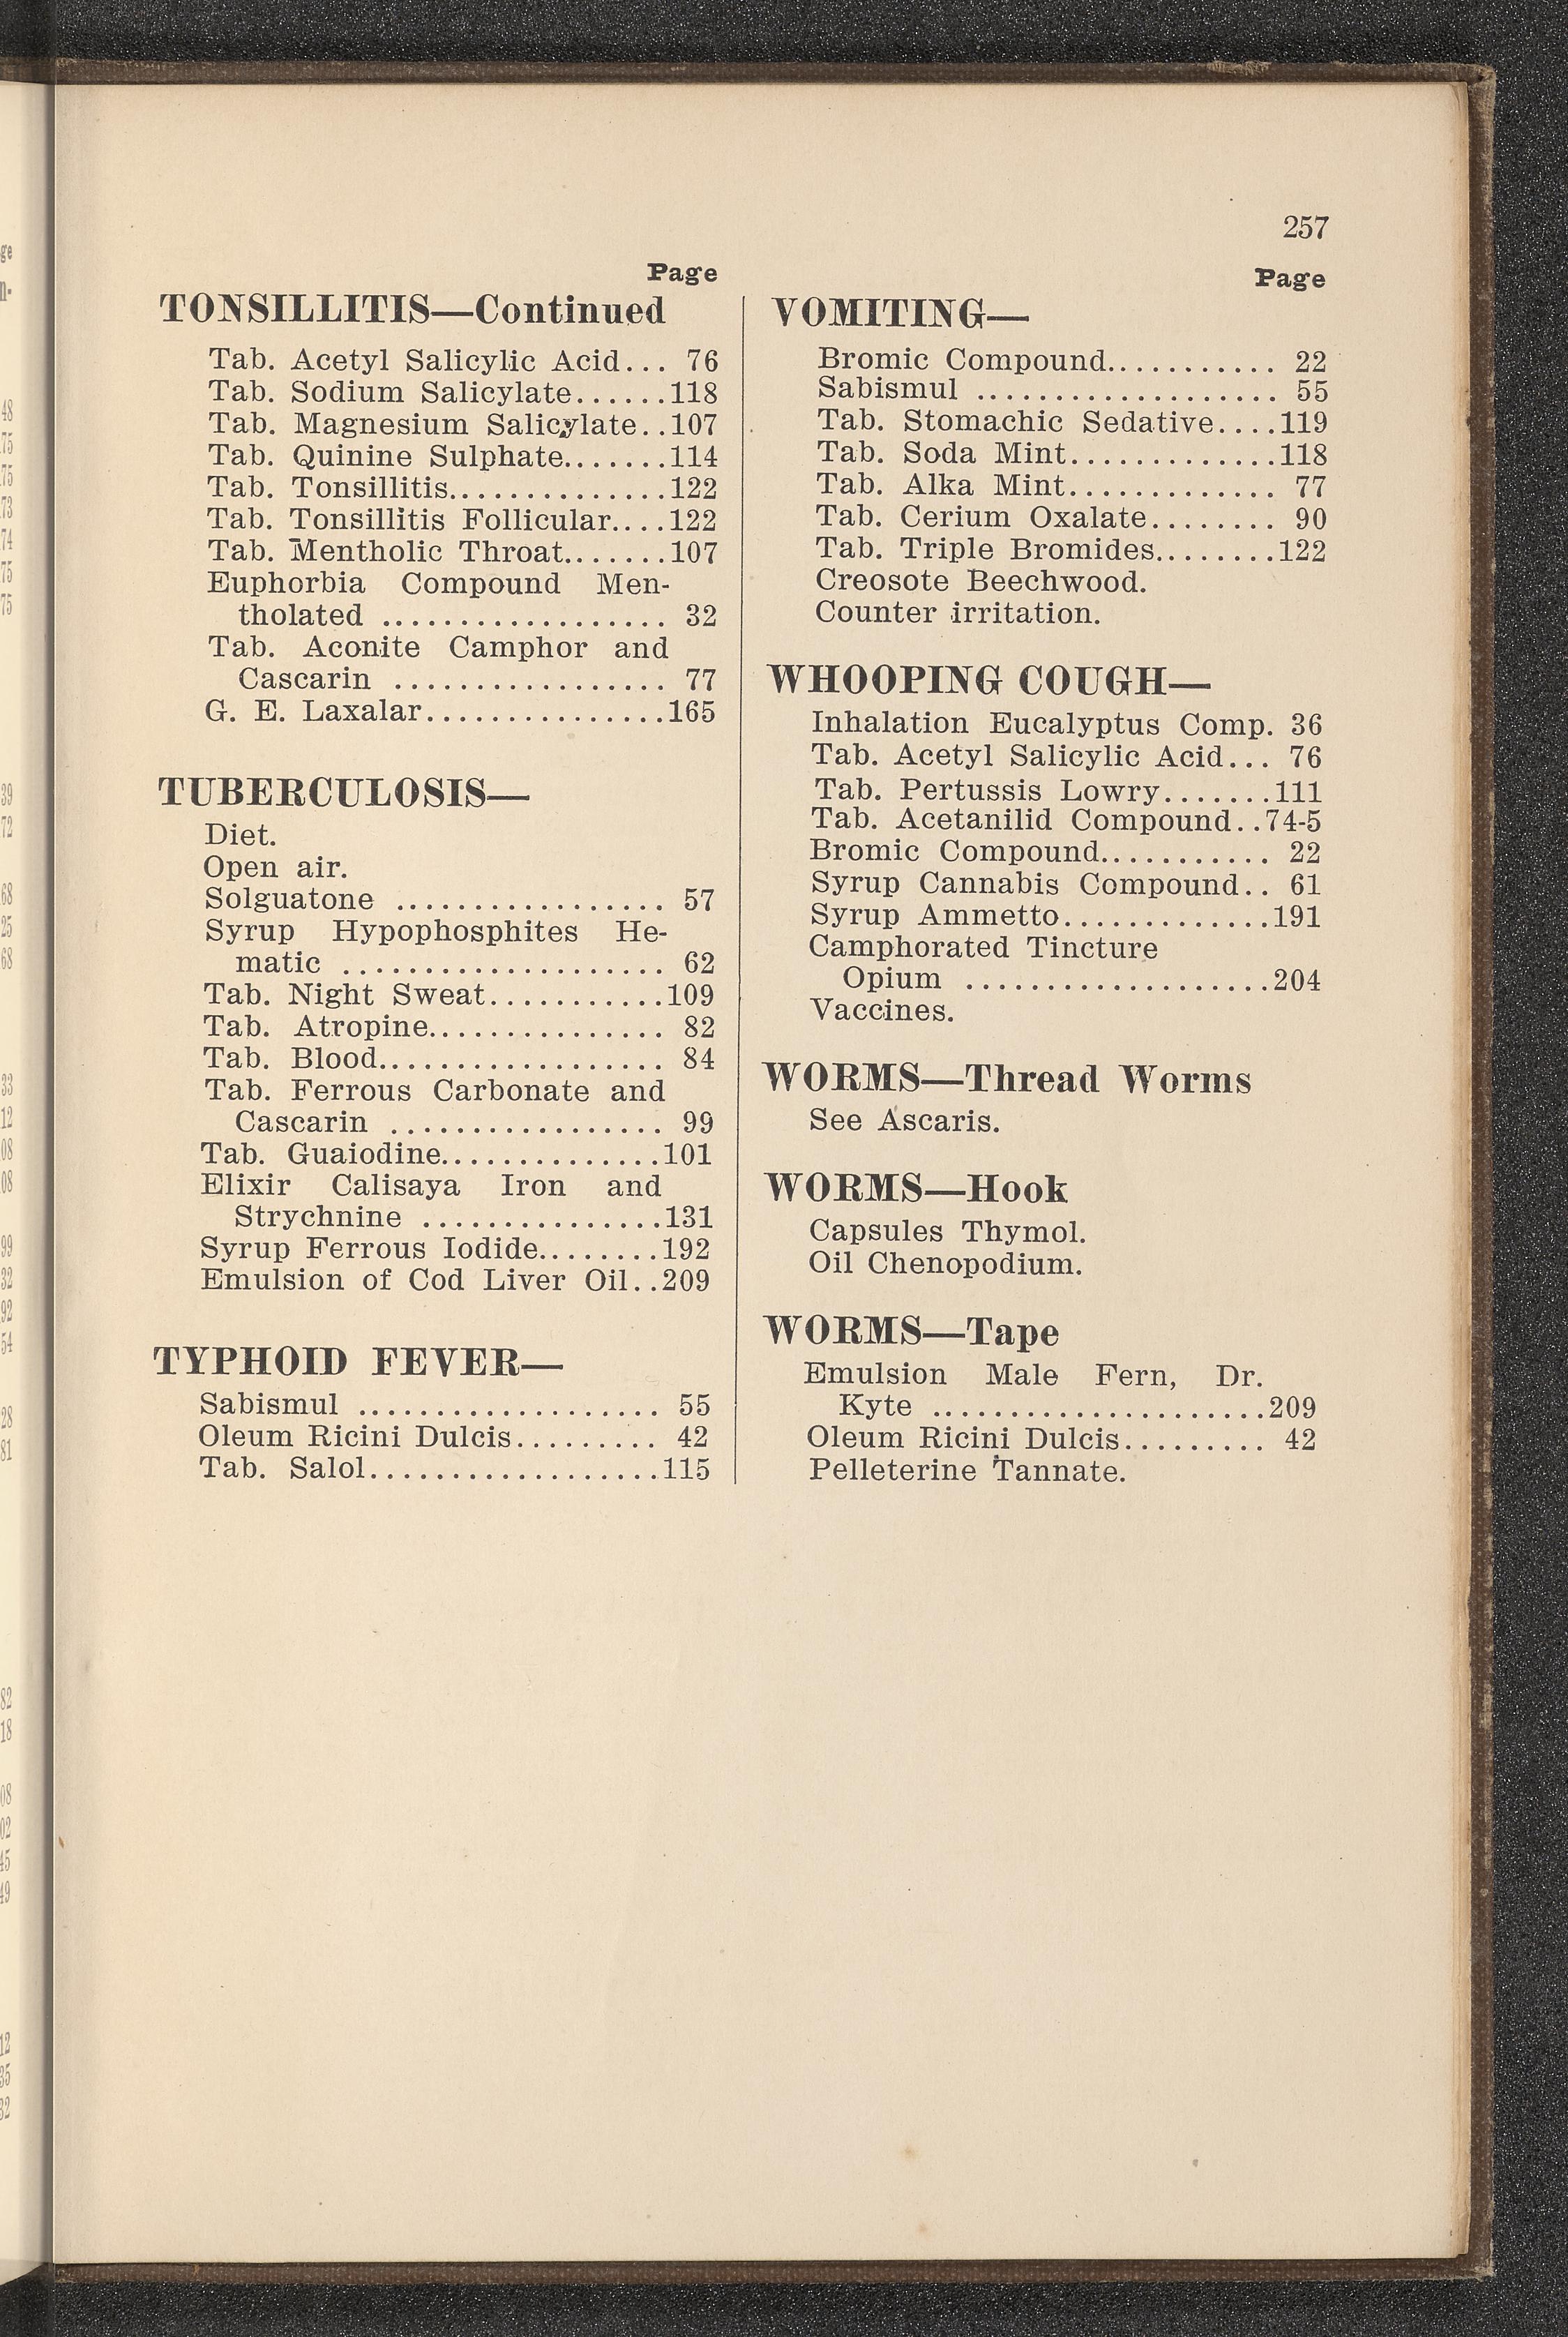 257
Page
TONSILLITIS—Continued
Tab. Acetyl Salicylic Acid... 76
Tab. Sodium Salicylate......118
Tab. Magnesium Salicylate..107
Tab. Quinine Sulphate.......114
Tab. Tonsillitis..............122
Tab. Tonsillitis Follicular....122
Tab. Mentholic Throat.......107
Euphorbia Compound Men-
tholated .................. 32
Tab. Aconite Camphor and
Cascarin ................. 77
G. E. Laxalar...............165
TUBERCULOSIS—
Diet.
Open air.
Solguatone ................. 57
Syrup Hypophosphites He-
matic ..................... 62
Tab. Night Sweat...........109
Tab. Atropine............... 82
Tab. Blood.................. 84
Tab. Ferrous Carbonate and
Cascarin ................. 99
Tab. Guaiodine..............101
Elixir Calisaya Iron and
Strychnine ...............131
Syrup Ferrous Iodide........192
Emulsion of Cod Liver Oil..209
TYPHOID FEVER—
Sabismul ................... 55
Oleum Ricini Dulcis......... 42
Tab. Salol..................115
Page
VOMITING—
Bromic Compound........... 22
Sabismul ................... 55
Tab. Stomachic Sedative....119
Tab. Soda Mint.............118
Tab. Alka Mint............. 77
Tab. Cerium Oxalate........ 90
Tab. Triple Bromides........122
Creosote Beechwood.
Counter irritation.
WHOOPING COUGH—
Inhalation Eucalyptus Comp. 36
Tab. Acetyl Salicylic Acid... 76
Tab. Pertussis Lowry.......111
Tab. Acetanilid Compound..74-5
Bromic Compound........... 22
Syrup Cannabis Compound.. 61
Syrup Ammetto.............191
Camphorated Tincture
Opium ...................204
Vaccines.
WORMS—Thread Worms
See Ascaris.
WORMS—Hook
Capsules Thymol.
Oil Chenopodium.
WORMS—Tape
Emulsion Male Fern, Dr.
Kyte .....................209
Oleum Ricini Dulcis......... 42
Pelleterine Tannate.